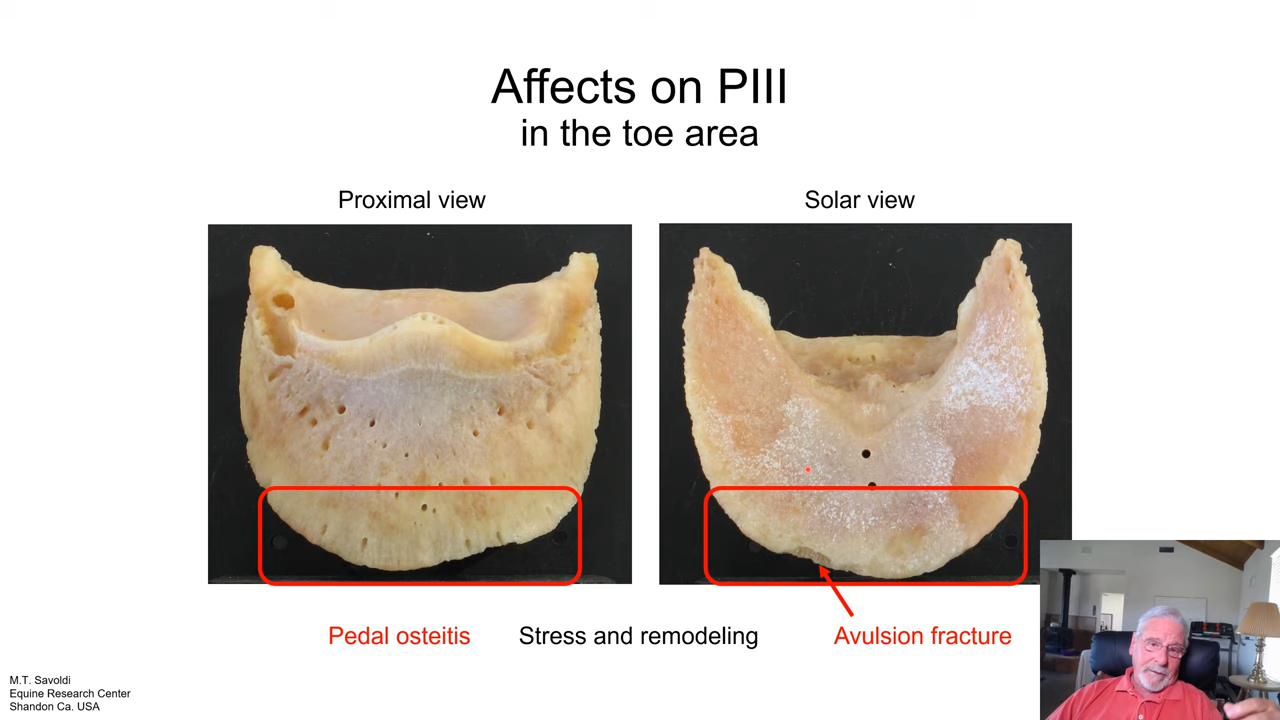 Affects on PIII
in the toe area
Proximal view
Solar view
Pedal osteitis
Stress and remodeling
Avulsion fracture
M.T. Savoldi
Equine Research Center
Shandon Ca. USA